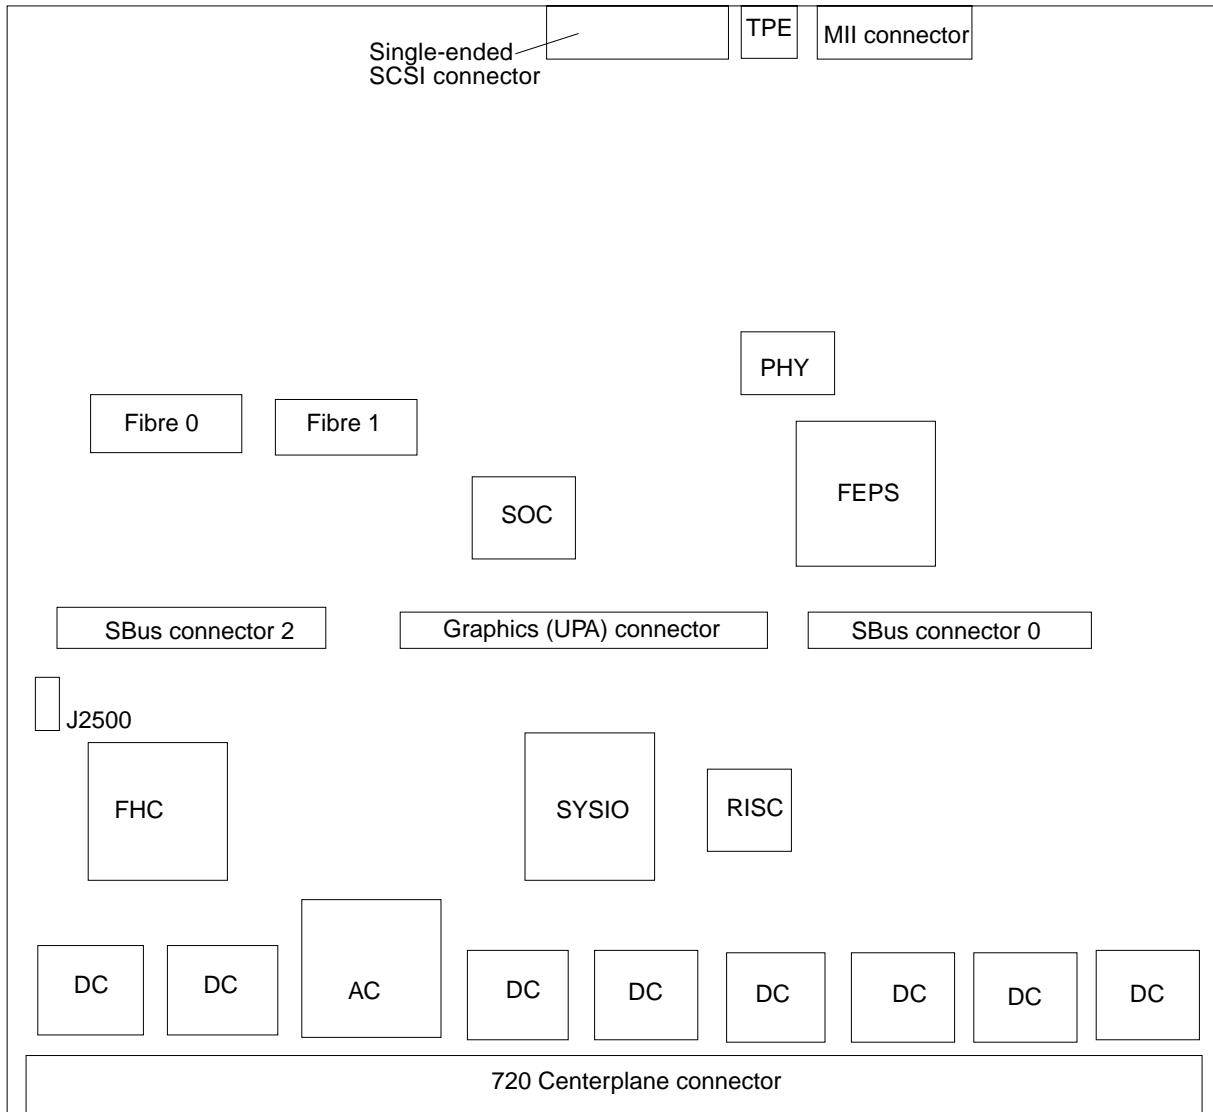 TPE
MII connector
Single-ended
SCSI connector
PHY
Fibre 0
Fibre 1
FEPS
SOC
SBus connector 2
Graphics (UPA) connector
SBus connector 0
J2500
FHC
SYSIO
RISC
DC
DC
AC
DC
DC
DC
DC
DC
DC
720 Centerplane connector